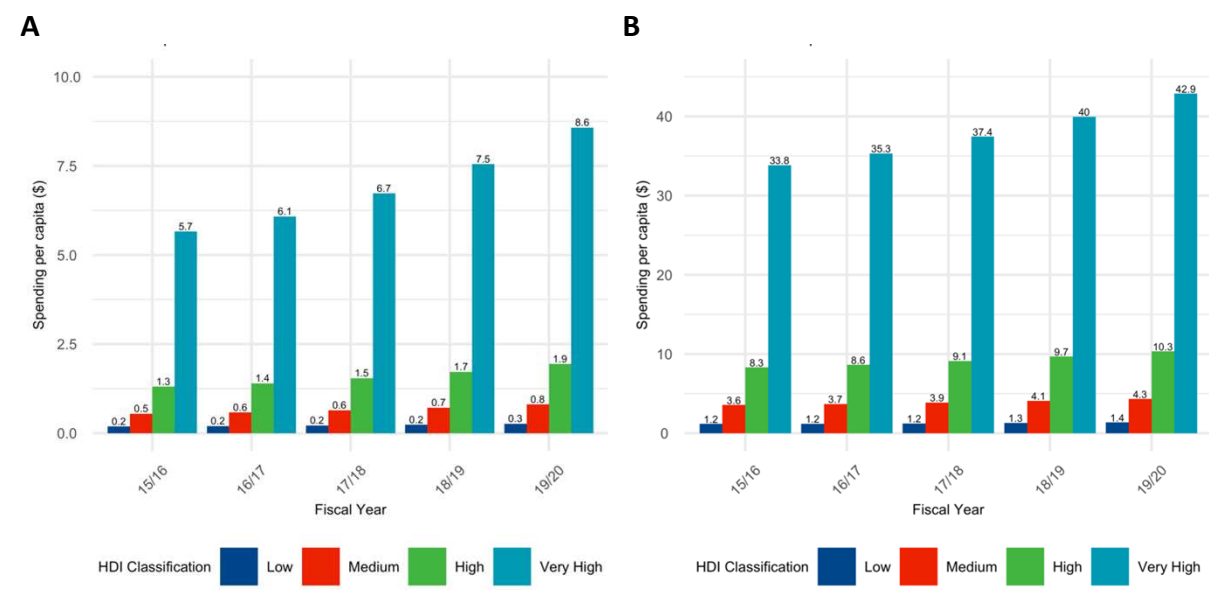 A
Spending per capita ($)
10.0
7.5
5.0
2.5
0.0
0.2 0.5 1.3 5.7
0.2 0.6 1.4 6.1
0.2 0.6 1.5 6.7
0.2 0.7 1.7 7.5
0.3 0.8 1.9 8.6
15/16 16/17 17/18 18/19 19/20
Fiscal Year
HDI Classification Low Medium High Very High
B
Spending per capita ($)
40
30
20
10
0
1.2 3.6 8.3 33.8
1.2 3.7 8.6 35.3
1.2 3.9 9.1 37.4
1.3 4.1 9.7 40
1.4 4.3 10.3 42.9
15/16 16/17 17/18 18/19 19/20
Fiscal Year
HDI Classification Low Medium High Very High